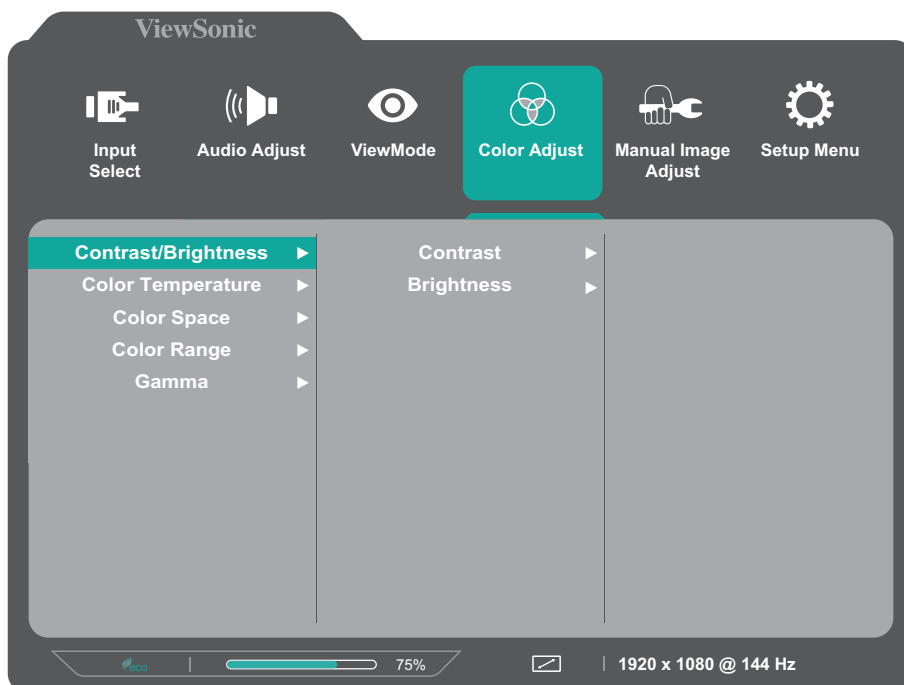 ViewSonic
Input
Select
Audio Adjust
ViewMode
Color Adjust
Manual Image
Adjust
Setup Menu
Contrast/Brightness
Color Temperature
Color Space
Color Range
Gamma
Contrast
Brightness
eco
75%
1920 x 1080 @ 144 Hz